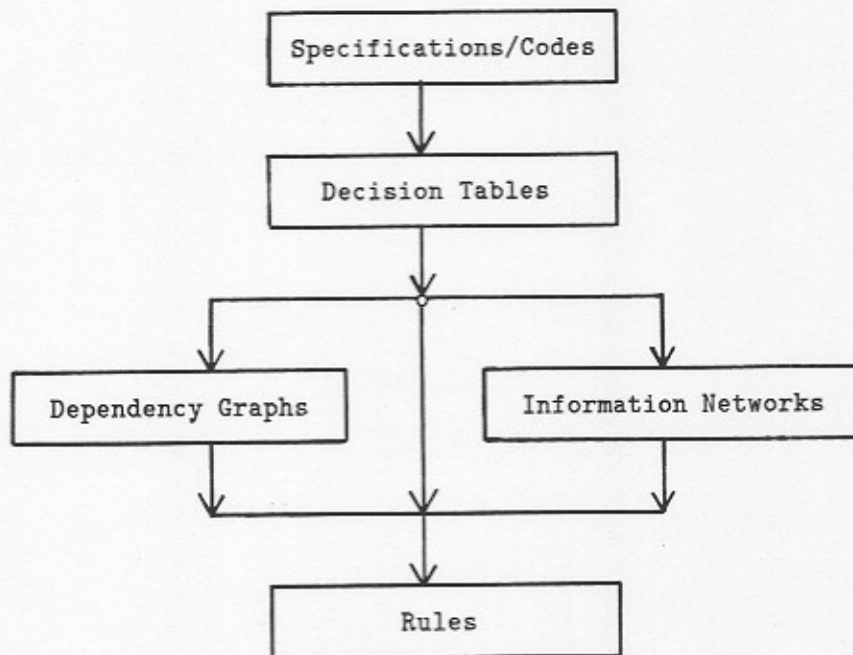 Specifications/Codes
Decision Tables
Dependency Graphs
Information Networks
Rules